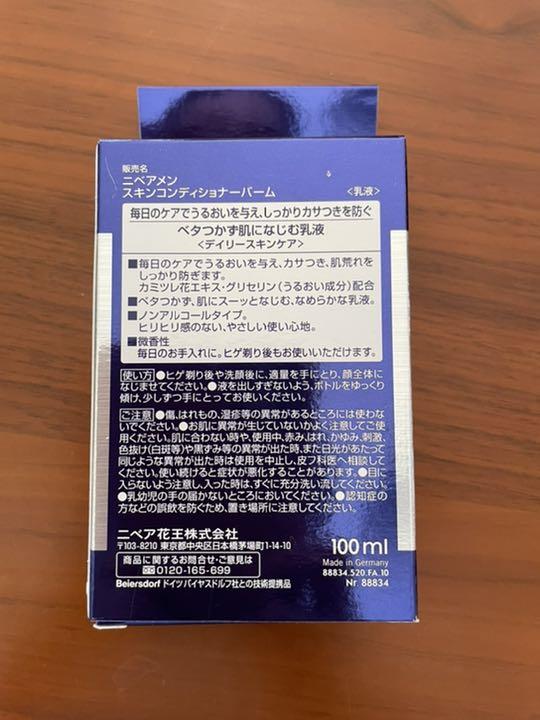 販売名
ニベアメン
スキンコンディショナーバーム
<乳液>
毎日のケアでうるおいを与え、しっかりカサつきを防ぐ
ベタつかず肌になじむ乳液
<デイリースキンケア>
■毎日のケアでうるおいを与え、カサつき、肌荒れを
しっかり防ぎます。
カミツレ花エキス・グリセリン(うるおい成分)配合
■ベタつかず、肌にスーッとなじむ、なめらかな乳液。
■ノンアルコールタイプ。
ヒリヒリ感のない、やさしい使い心地。
■微香性
毎日のお手入れに。ヒゲ剃り後もお使いいただけます。
使い方 ●ヒゲ剃り後や洗顔後に、適量を手にとり、顔全体に
なじませてください。●液を出しすぎないよう、ボトルをゆっくり
傾け、少しずつ手にとってお使いください。
ご注意 ●傷、はれもの、湿疹等の異常があるところには使わな
いでください。●お肌に異常が生じていないかよく注意してご使
用ください。肌に合わない時や、使用中、赤み、はれ、かゆみ、刺激、
色抜け(白斑等)や黒ずみ等の異常が出た時、また日光があたって
同じような異常が出た時は使用を中止し、皮フ科医へ相談して
ください。使い続けると症状が悪化することがあります。●目に
入らないよう注意し、入った時は、すぐに充分洗い流してください。
●乳幼児の手の届かないところにおいてください。●認知症の
方などの誤飲を防ぐため、置き場所に注意してください。
ニベア花王株式会社
〒103-8210 東京都中央区日本橋茅場町1-14-10
商品に関するお問合せ・ご意見は
0120-165-699
Beiersdorf ドイツ バイヤスドルフ社との技術提携品
100ml
Made in Germany
88834.520.FA.10
Nr 88834